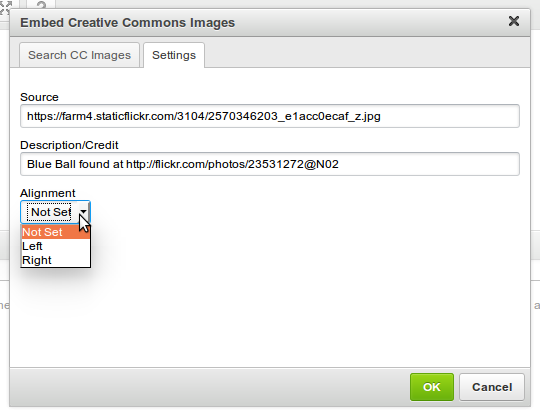 ?
Embed Creative Commons Images
Search CC Images
Settings
Source
https://farm4.staticflickr.com/3104/2570346203_e1acc0ecaf_z.jpg
Description/Credit
Blue Ball found at http://flickr.com/photos/23531272@N02
Alignment
Not Set
Not Set
Left
Right
OK
Cancel